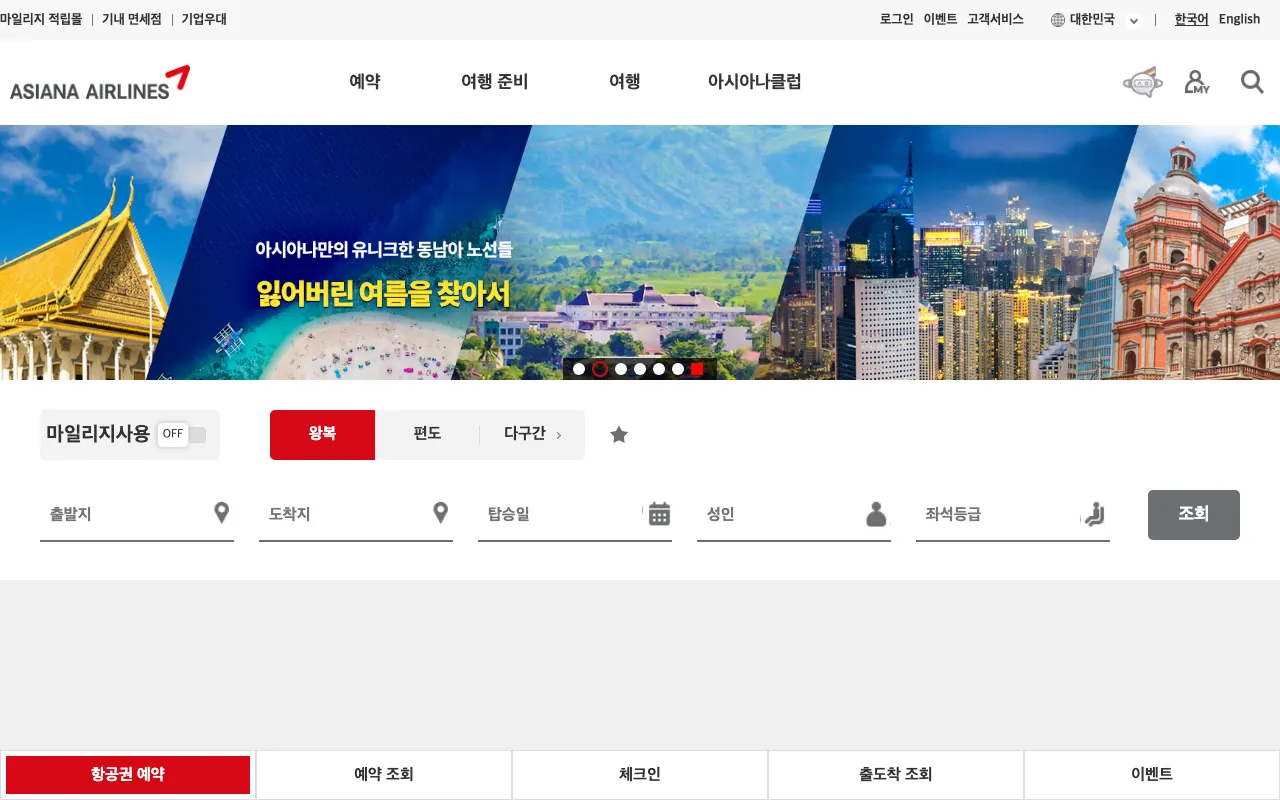 마일리지 적립몰 | 기내 면세점 | 기업우대
로그인 이벤트 고객서비스 대한민국 | 한국어 English
ASIANA AIRLINES
예약 여행 준비 여행 아시아나클럽
MY
아시아나만의 유니크한 동남아 노선들
잃어버린 여름을 찾아서
마일리지사용 OFF
왕복 편도 다구간
출발지 도착지 탑승일 성인 좌석등급 조회
항공권 예약 예약 조회 체크인 출도착 조회 이벤트